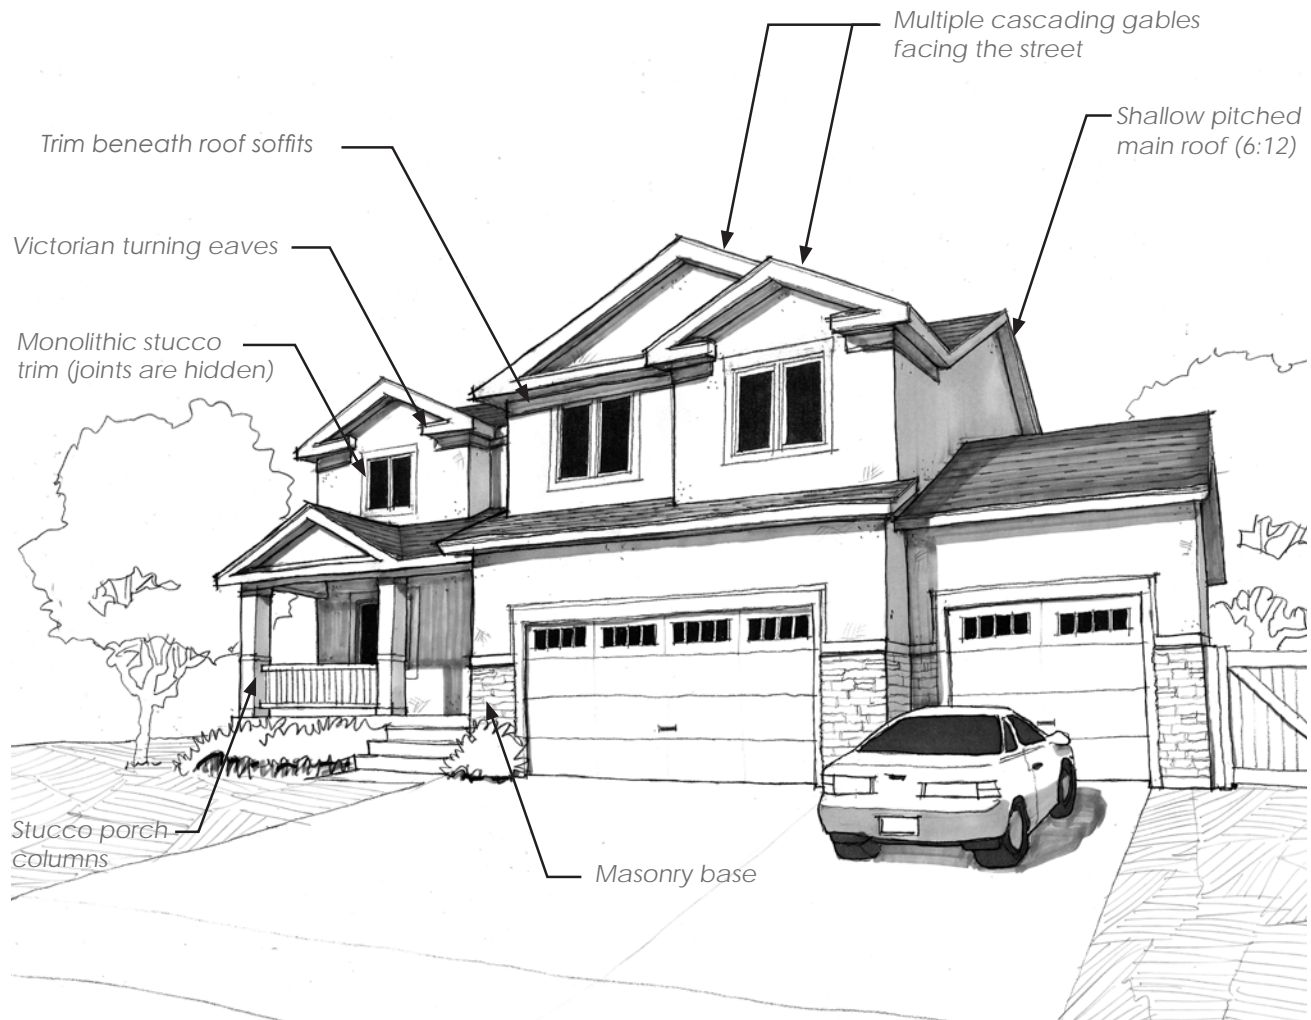 Multiple cascading gables
facing the street
Shallow pitched
main roof (6:12)
Trim beneath roof soffits
Victorian turning eaves
Monolithic stucco
trim (joints are hidden)
Stucco porch
columns
Masonry base